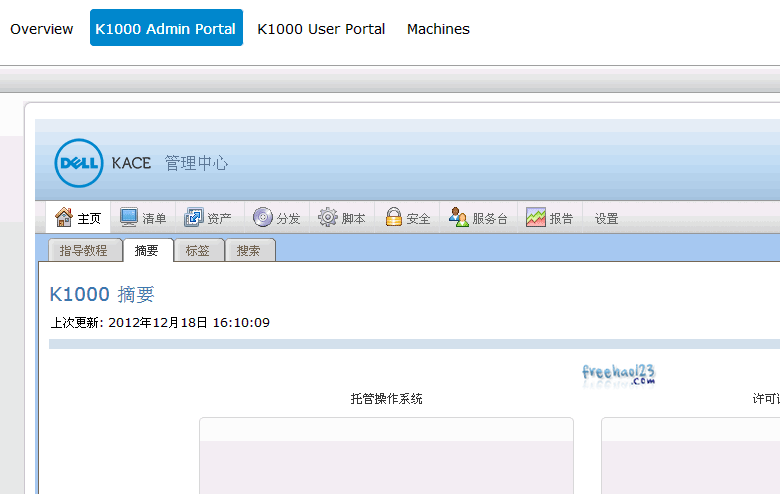 Overview K1000 Admin Portal K1000 User Portal Machines
DELL KACE 管理中心
主页 清单 资产 分发 脚本 安全 服务台 报告 设置
指导教程 摘要 标签 搜索
K1000 摘要
上次更新: 2012年12月18日 16:10:09
freehao123
.com
托管操作系统 许可